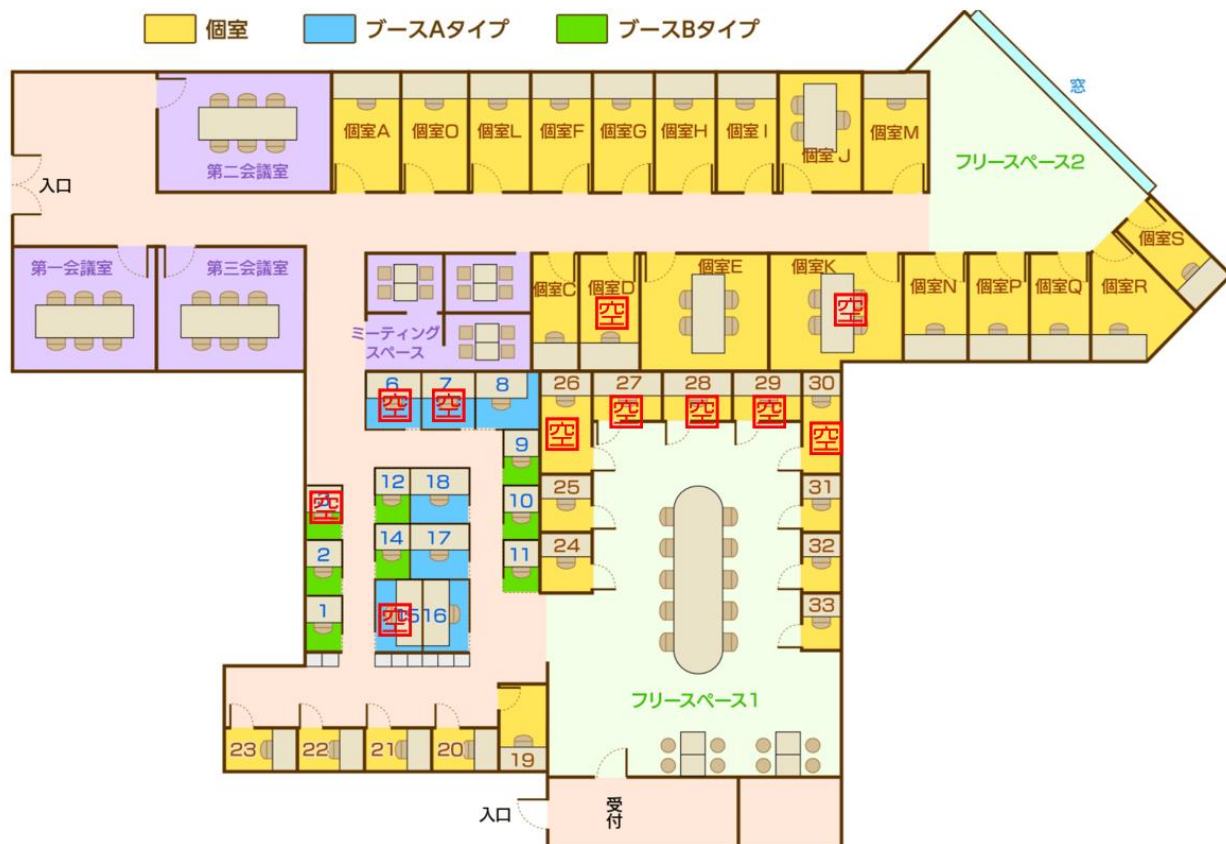 個室 ブースAタイプ ブースBタイプ
窓
個室A 個室O 個室L 個室F 個室G 個室H 個室I 個室J 個室M
第二会議室
フリースペース2
入口
第一会議室 第三会議室
個室C 個室D 個室E 個室K 個室N 個室P 個室Q 個室R 個室S
空 空
ミーティング
スペース
6 7 8 26 27 28 29 30
空 空 空 空 空 空 空
9
12 18 25 10 31
空
2 14 17 11 24 32
1 15 16 33
空
フリースペース1
23 22 21 20 19
入口
受付